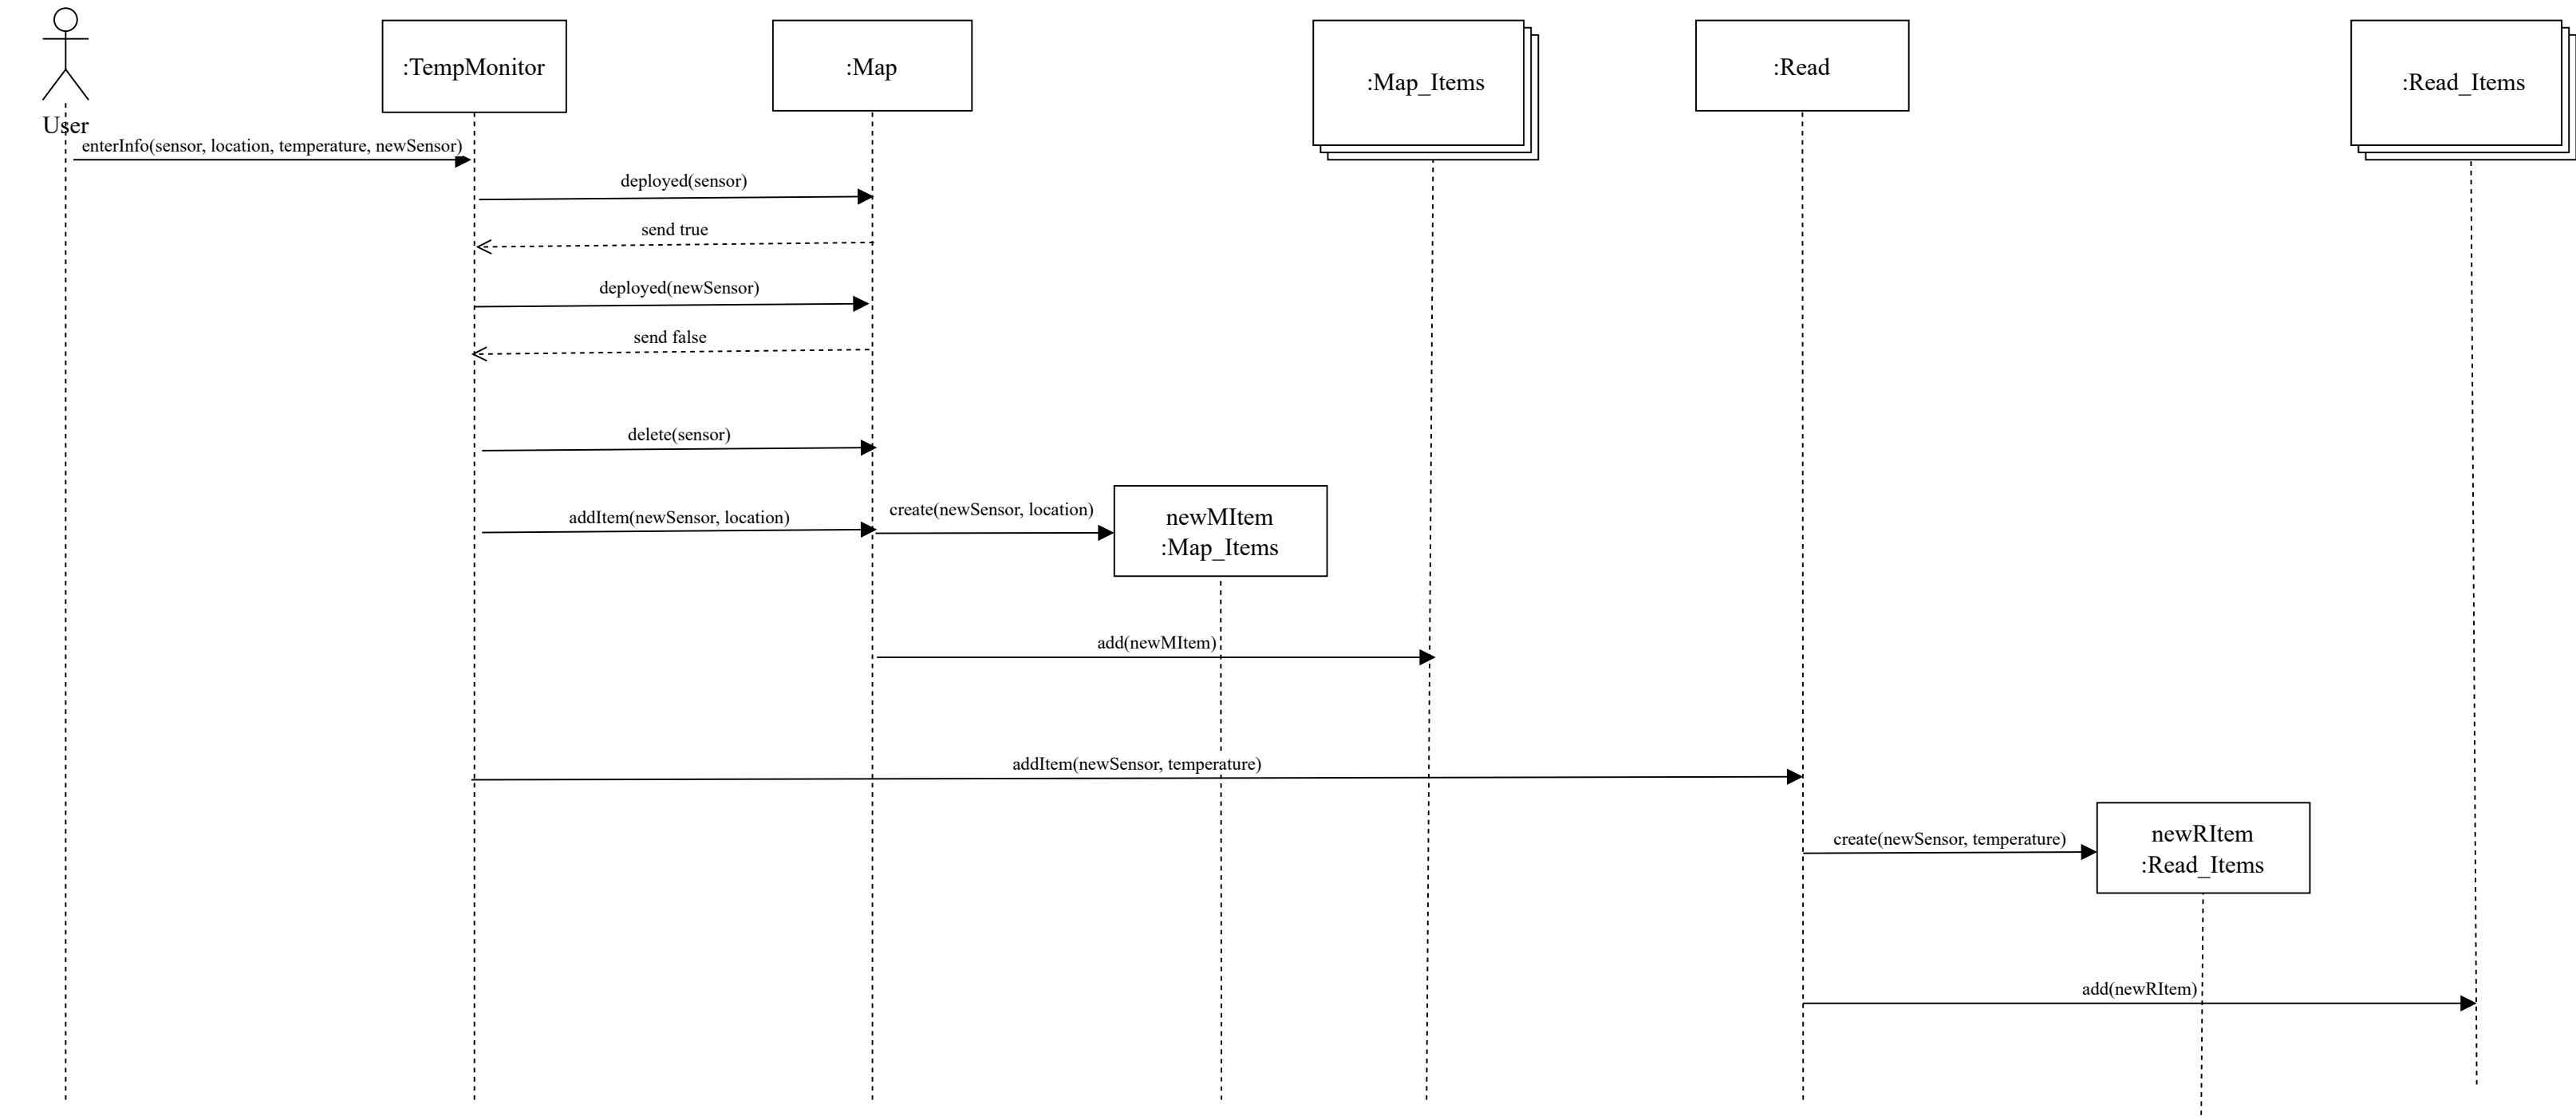 :TempMonitor
:Map
:Map_Items
:Read
:Read_Items
User
enterInfo(sensor, location, temperature, newSensor)
deployed(sensor)
send true
deployed(newSensor)
send false
delete(sensor)
addItem(newSensor, location)
create(newSensor, location)
newMItem
:Map_Items
add(newMItem)
addItem(newSensor, temperature)
create(newSensor, temperature)
newRItem
:Read_Items
add(newRItem)